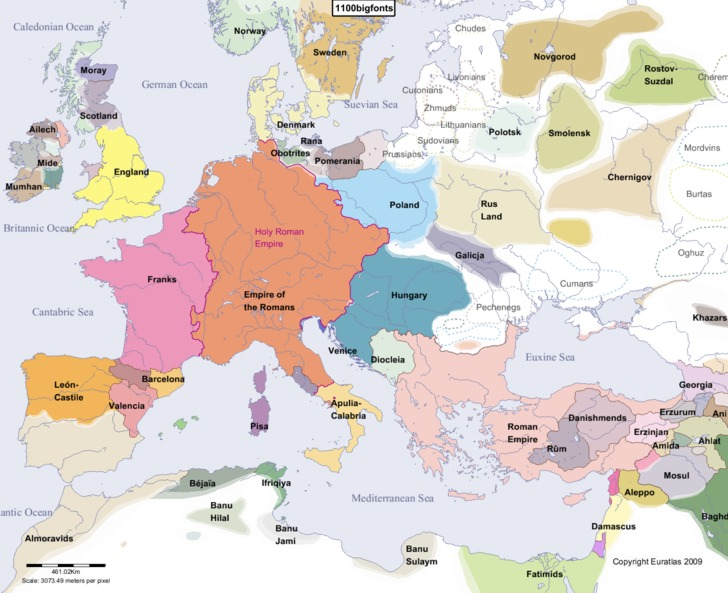 1100bigfonts
Caledonian Ocean
Norway
Sweden
Chudes
Novgorod
Rostov-
Suzdal
Moray
German Ocean
Livonians
Curonians
Suevian Sea
Zhmuds
Scotland
Lithuanians
Polotsk
Smolensk
Ailech
Denmark
Rana
Obotrites
Sudovians
Prussians
Mordvins
Mide
England
Pomerania
Chernigov
Mumhan
Burtas
Poland
Rus
Land
Britannic Ocean
Holy Roman
Empire
Galicja
Oghuz
Franks
Empire of
the Romans
Hungary
Cumans
Pechenegs
Cantabric Sea
Khazars
Venice
Diocleia
Euxine Sea
León-
Castile
Barcelona
Valencia
Georgia
Apulia-
Calabria
Pisa
Roman
Empire
Danishmends
Erzurum
Ani
Erzinjan
Rûm
Amida
Ahlat
Mosul
Béjaïa
Ifriqiya
Aleppo
Mediterranean Sea
Banu
Hilal
Baghd
Banu
Jami
Damascus
antic Ocean
Almoravids
Banu
Sulaym
Copyright Euratlas 2009
461.02Km
Scale: 3073.49 meters per pixel
Fatimids